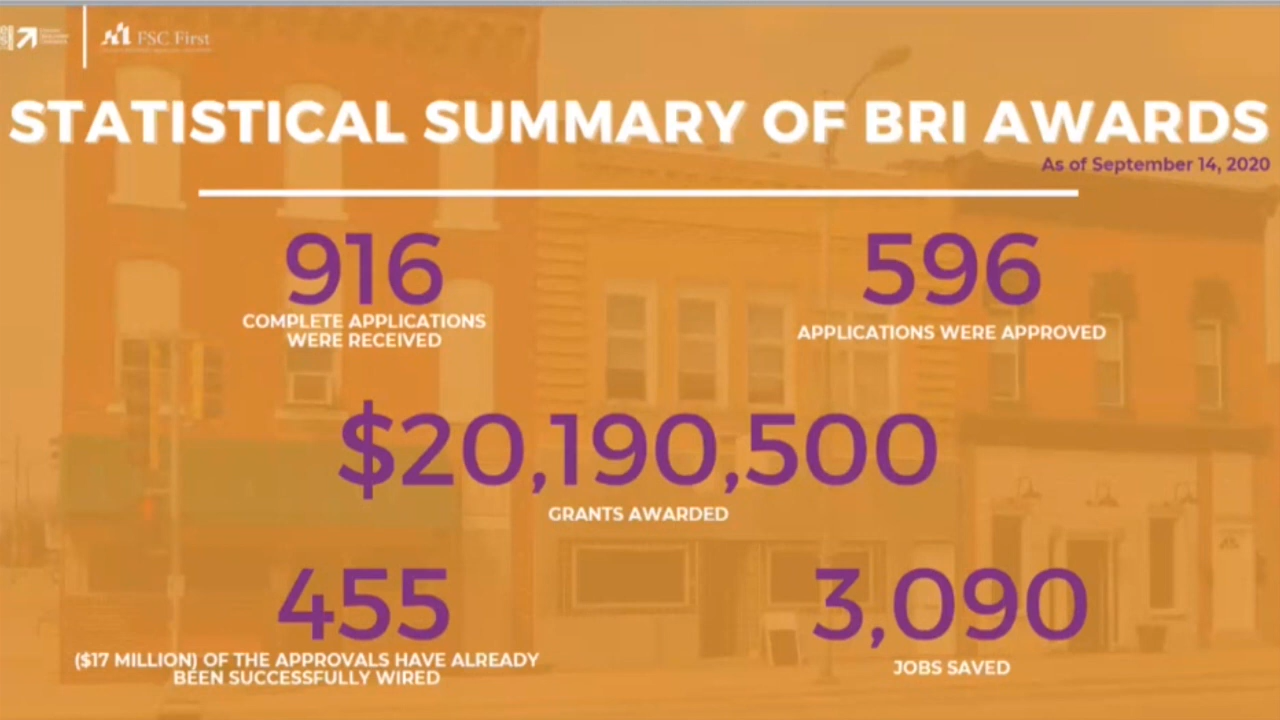 FSC First
STATISTICAL SUMMARY OF BRI AWARDS
As of September 14, 2020
916
COMPLETE APPLICATIONS
WERE RECEIVED
596
APPLICATIONS WERE APPROVED
$20,190,500
GRANTS AWARDED
455
($17 MILLION) OF THE APPROVALS HAVE ALREADY
BEEN SUCCESSFULLY WIRED
3,090
JOBS SAVED